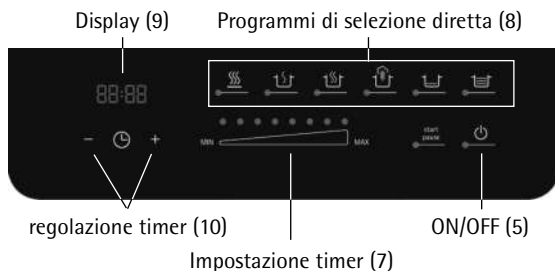 Display (9)
Programmi di selezione diretta (8)
88:88
− +
MIN MAX
start
pause
regolazione timer (10)
ON/OFF (5)
Impostazione timer (7)